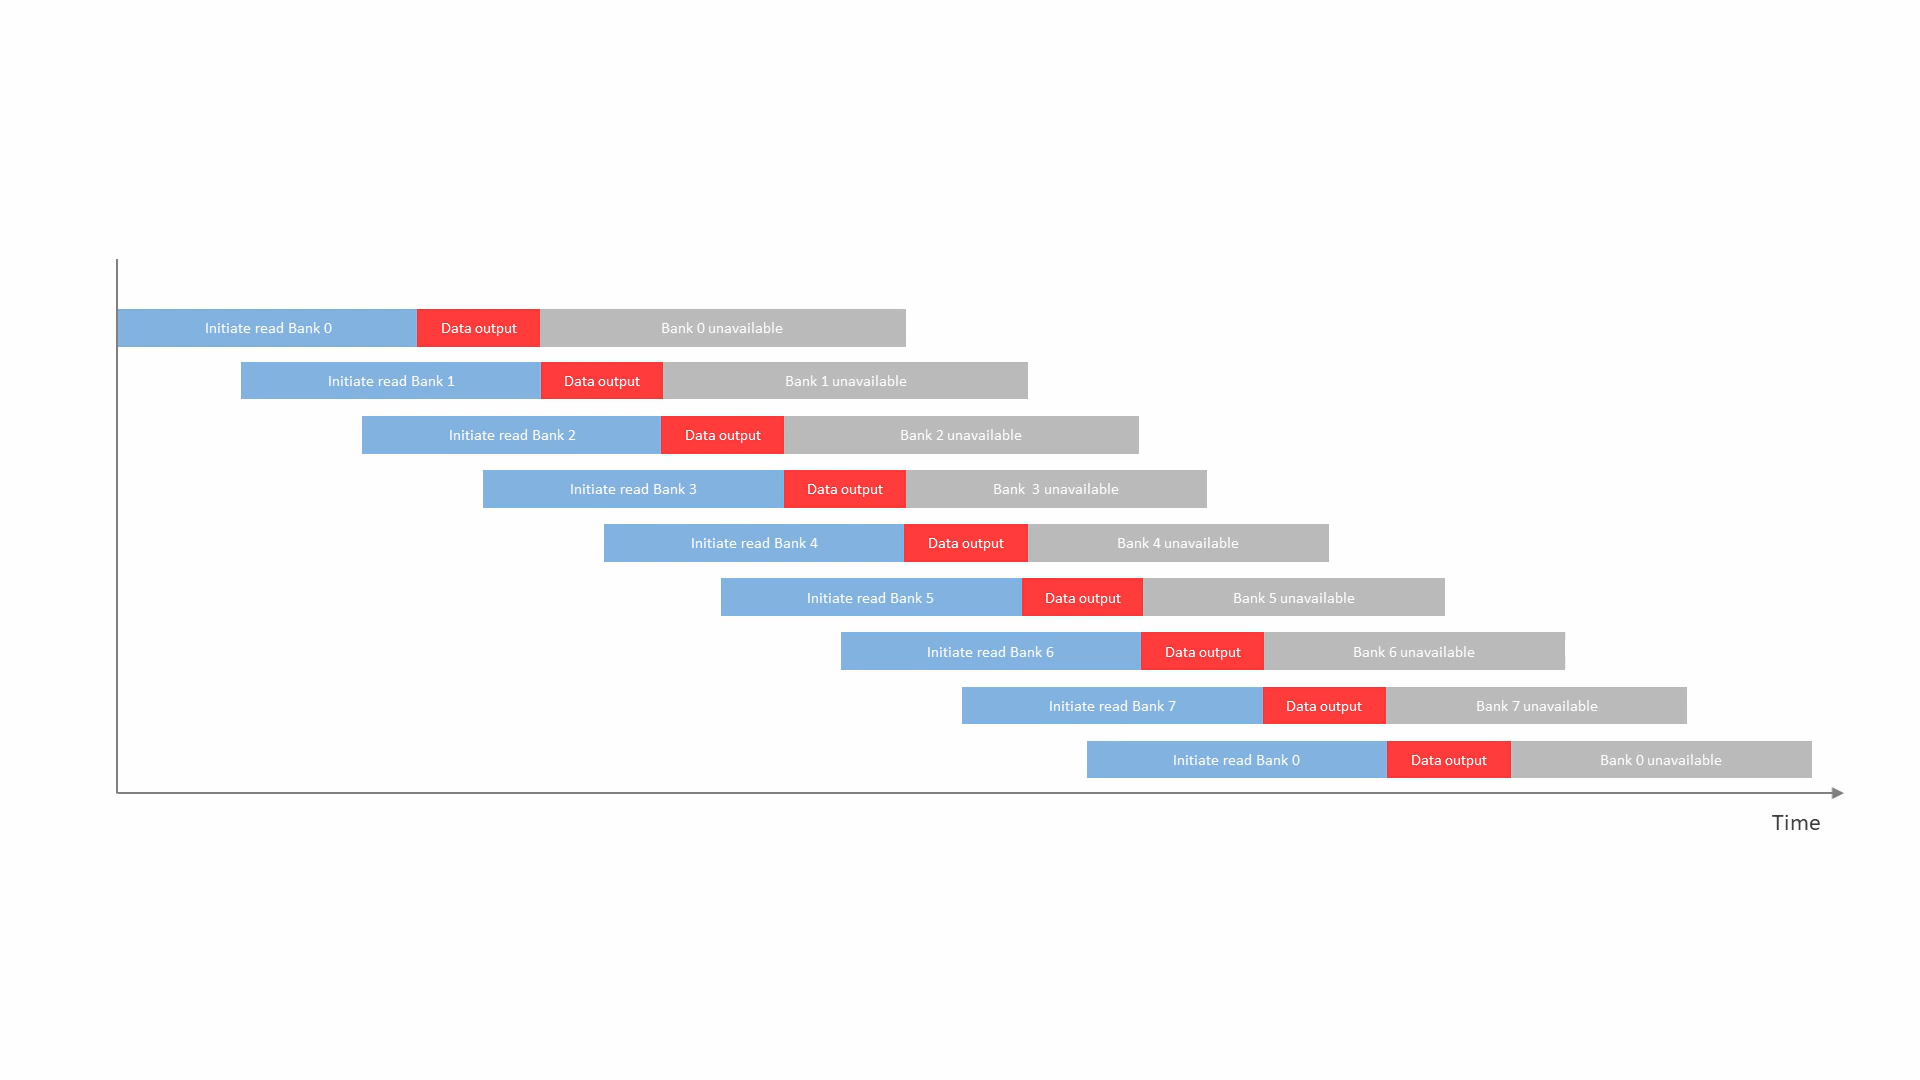 Initiate read Bank 0 Data output Bank 0 unavailable
Initiate read Bank 1 Data output Bank 1 unavailable
Initiate read Bank 2 Data output Bank 2 unavailable
Initiate read Bank 3 Data output Bank  3 unavailable
Initiate read Bank 4 Data output Bank 4 unavailable
Initiate read Bank 5 Data output Bank 5 unavailable
Initiate read Bank 6 Data output Bank 6 unavailable
Initiate read Bank 7 Data output Bank 7 unavailable
Initiate read Bank 0 Data output Bank 0 unavailable
Time